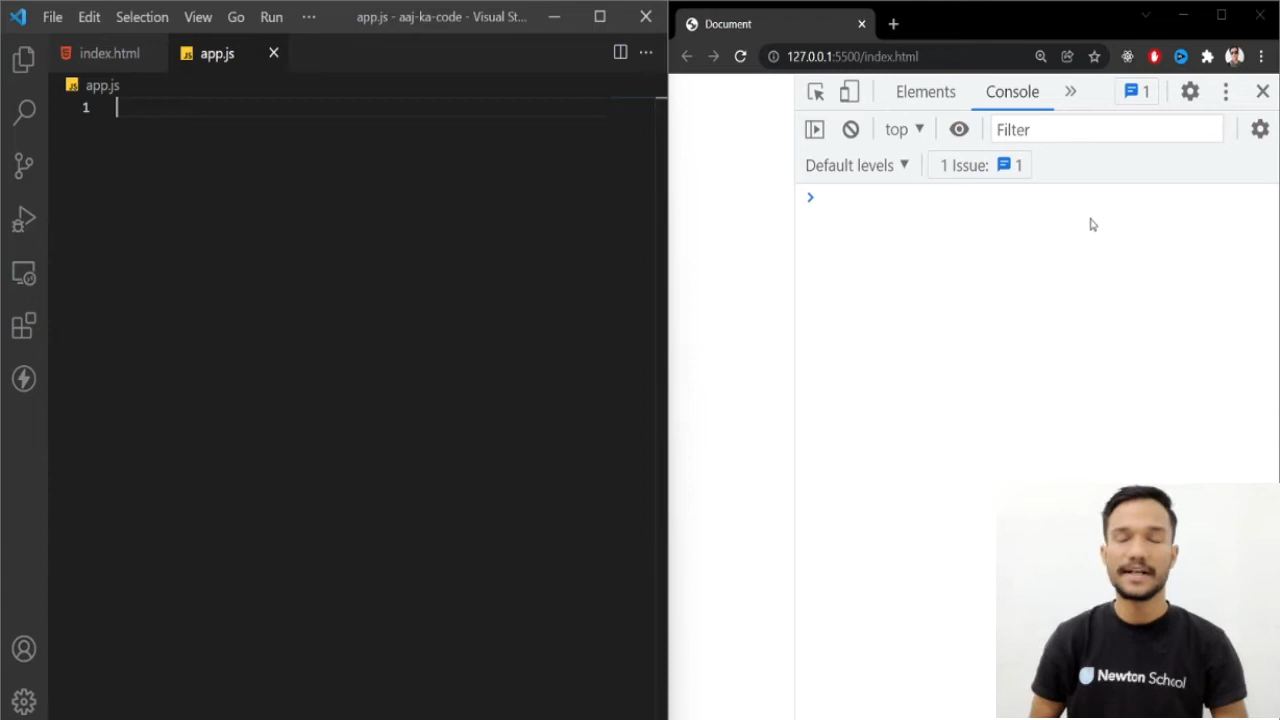 File Edit Selection View Go Run ··· app.js - aaj-ka-code - Visual St...
index.html app.js
app.js
1
Document
127.0.0.1:5500/index.html
Elements Console 1
top Filter
Default levels 1 Issue: 1
Newton School